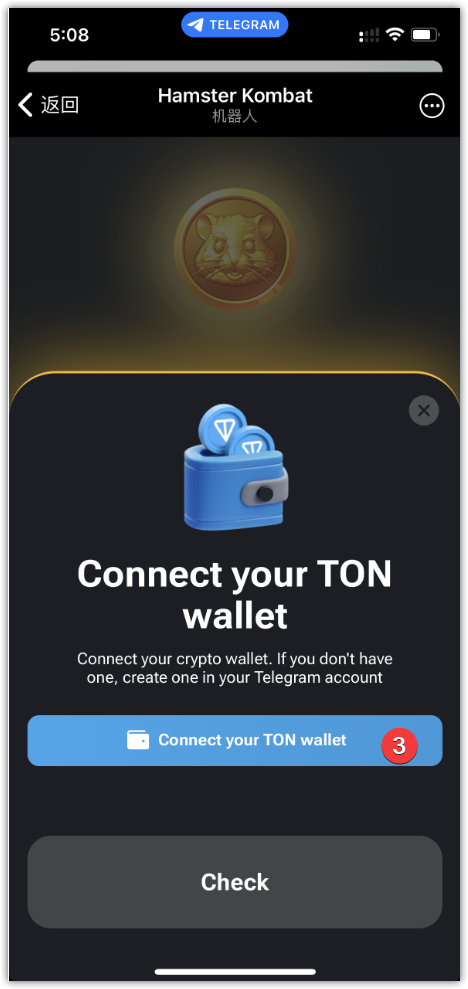 5:08
TELEGRAM
返回
Hamster Kombat
机器人
Connect your TON
wallet
Connect your crypto wallet. If you don't have
one, create one in your Telegram account
Connect your TON wallet
3
Check